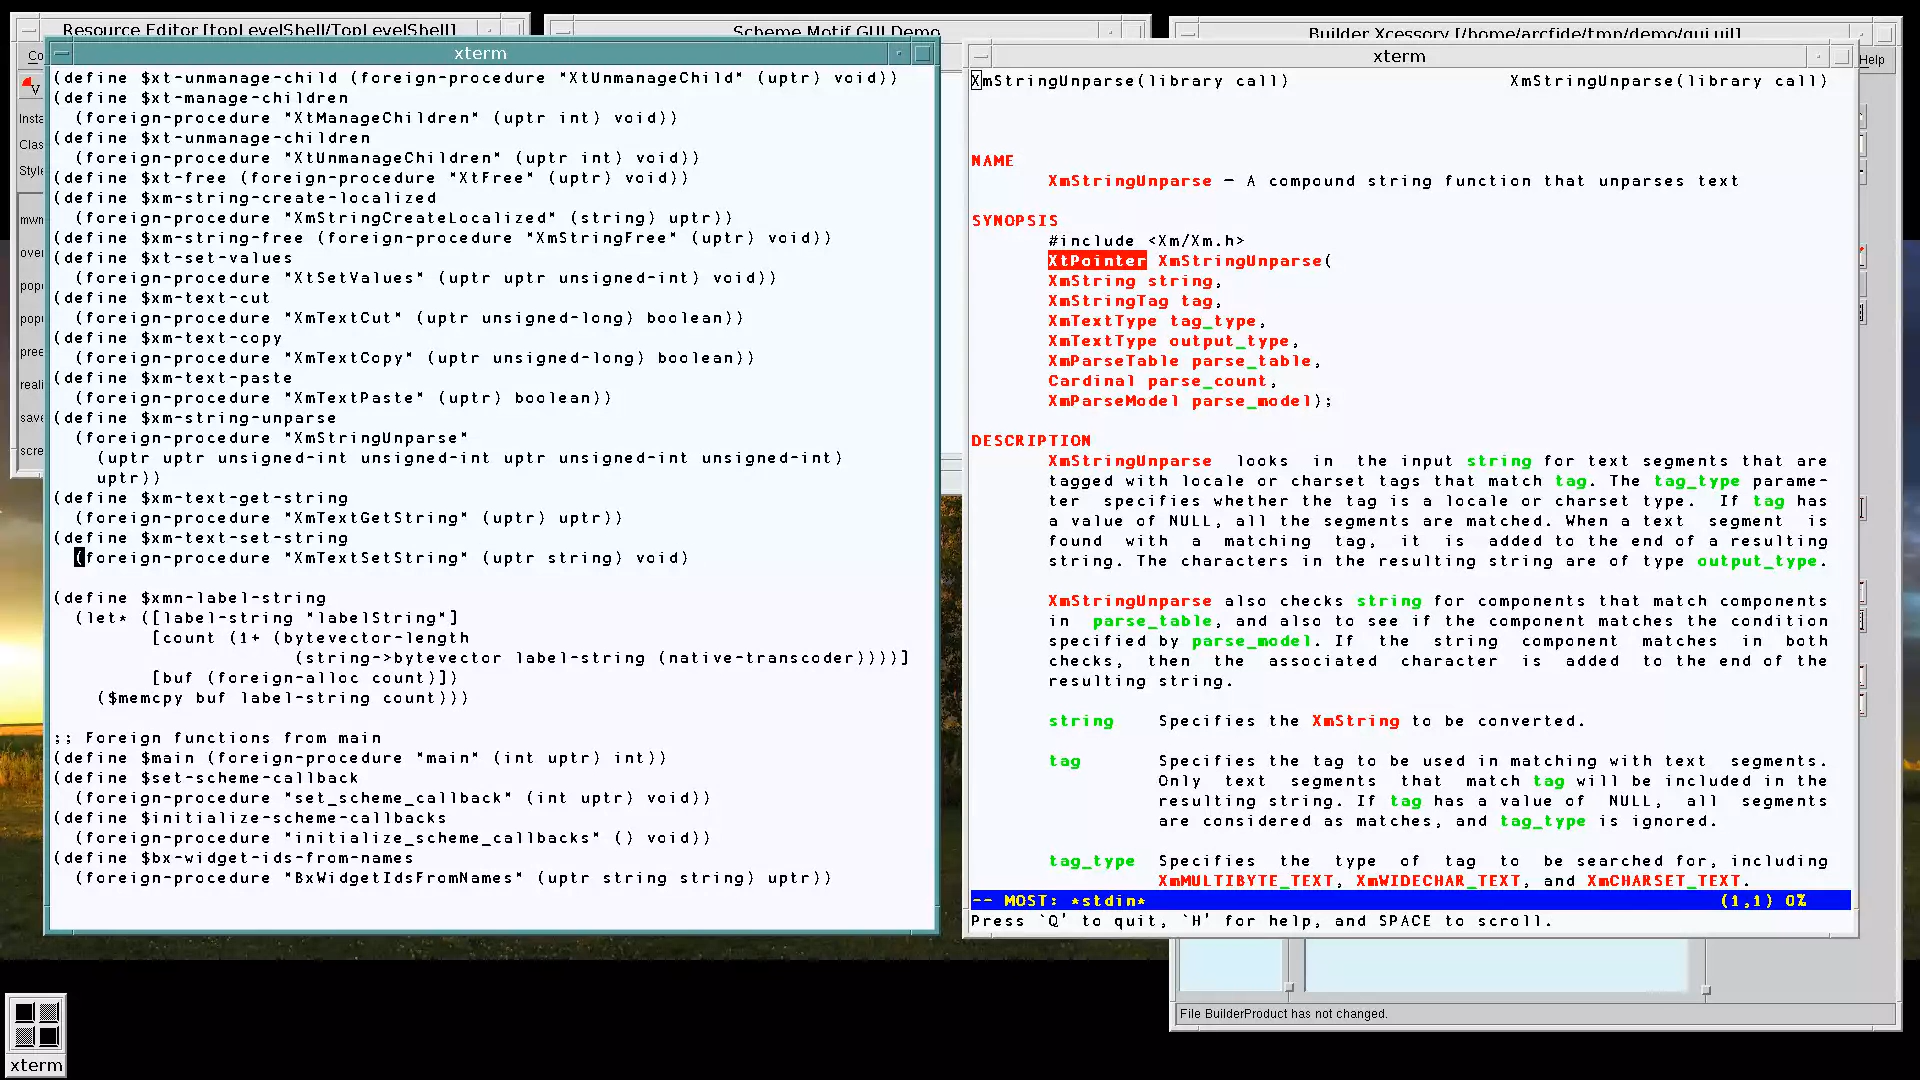 Resource Editor [topLevelShell/TopLevelShell]
Scheme Motif GUI Demo
Builder Xcessory [/home/arcfide/tmp/demo/gui.uil]
Help
Co
V
Insta
Clas
Style
mwm
over
pop
pop
pree
reali
save
scre
xterm
(define $xt-unmanage-child (foreign-procedure "XtUnmanageChild" (uptr) void))
(define $xt-manage-children
  (foreign-procedure "XtManageChildren" (uptr int) void))
(define $xt-unmanage-children
  (foreign-procedure "XtUnmanageChildren" (uptr int) void))
(define $xt-free (foreign-procedure "XtFree" (uptr) void))
(define $xm-string-create-localized
  (foreign-procedure "XmStringCreateLocalized" (string) uptr))
(define $xm-string-free (foreign-procedure "XmStringFree" (uptr) void))
(define $xt-set-values
  (foreign-procedure "XtSetValues" (uptr uptr unsigned-int) void))
(define $xm-text-cut
  (foreign-procedure "XmTextCut" (uptr unsigned-long) boolean))
(define $xm-text-copy
  (foreign-procedure "XmTextCopy" (uptr unsigned-long) boolean))
(define $xm-text-paste
  (foreign-procedure "XmTextPaste" (uptr) boolean))
(define $xm-string-unparse
  (foreign-procedure "XmStringUnparse"
    (uptr uptr unsigned-int unsigned-int uptr unsigned-int unsigned-int)
    uptr))
(define $xm-text-get-string
  (foreign-procedure "XmTextGetString" (uptr) uptr))
(define $xm-text-set-string
  (foreign-procedure "XmTextSetString" (uptr string) void)
(define $xmn-label-string
  (let* ([label-string "labelString"]
         [count (1+ (bytevector-length
                      (string->bytevector label-string (native-transcoder))))]
         [buf (foreign-alloc count)])
    ($memcpy buf label-string count)))
;; Foreign functions from main
(define $main (foreign-procedure "main" (int uptr) int))
(define $set-scheme-callback
  (foreign-procedure "set_scheme_callback" (int uptr) void))
(define $initialize-scheme-callbacks
  (foreign-procedure "initialize_scheme_callbacks" () void))
(define $bx-widget-ids-from-names
  (foreign-procedure "BxWidgetIdsFromNames" (uptr string string) uptr))
xterm
XmStringUnparse(library call) XmStringUnparse(library call)
NAME
XmStringUnparse — A compound string function that unparses text
SYNOPSIS
#include <Xm/Xm.h>
XtPointer XmStringUnparse(
XmString string,
XmStringTag tag,
XmTextType tag_type,
XmTextType output_type,
XmParseTable parse_table,
Cardinal parse_count,
XmParseModel parse_model);
DESCRIPTION
XmStringUnparse looks in the input string for text segments that are
tagged with locale or charset tags that match tag. The tag_type parame-
ter specifies whether the tag is a locale or charset type. If tag has
a value of NULL, all the segments are matched. When a text segment is
found with a matching tag, it is added to the end of a resulting
string. The characters in the resulting string are of type output_type.
XmStringUnparse also checks string for components that match components
in parse_table, and also to see if the component matches the condition
specified by parse_model. If the string component matches in both
checks, then the associated character is added to the end of the
resulting string.
string Specifies the XmString to be converted.
tag Specifies the tag to be used in matching with text segments.
Only text segments that match tag will be included in the
resulting string. If tag has a value of NULL, all segments
are considered as matches, and tag_type is ignored.
tag_type Specifies the type of tag to be searched for, including
XmMULTIBYTE_TEXT, XmWIDECHAR_TEXT, and XmCHARSET_TEXT.
-- MOST: *stdin* (1,1) 0%
Press `Q' to quit, `H' for help, and SPACE to scroll.
File BuilderProduct has not changed.
xterm